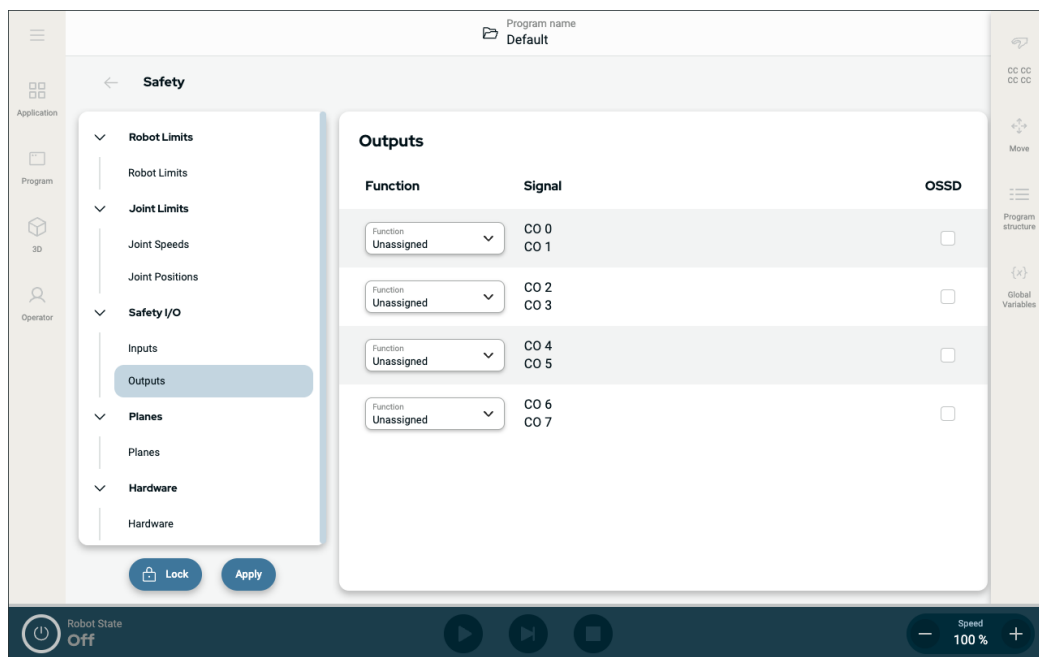 Program name
Default
Safety
Application
Program
3D
Operator
Robot Limits
Robot Limits
Joint Limits
Joint Speeds
Joint Positions
Safety I/O
Inputs
Outputs
Planes
Planes
Hardware
Hardware
Lock
Apply
Outputs
Function
Signal
OSSD
Function
Unassigned
CO 0
CO 1
Function
Unassigned
CO 2
CO 3
Function
Unassigned
CO 4
CO 5
Function
Unassigned
CO 6
CO 7
CC CC
CC CC
Move
Program
structure
{x}
Global
Variables
Robot State
Off
Speed
100 %